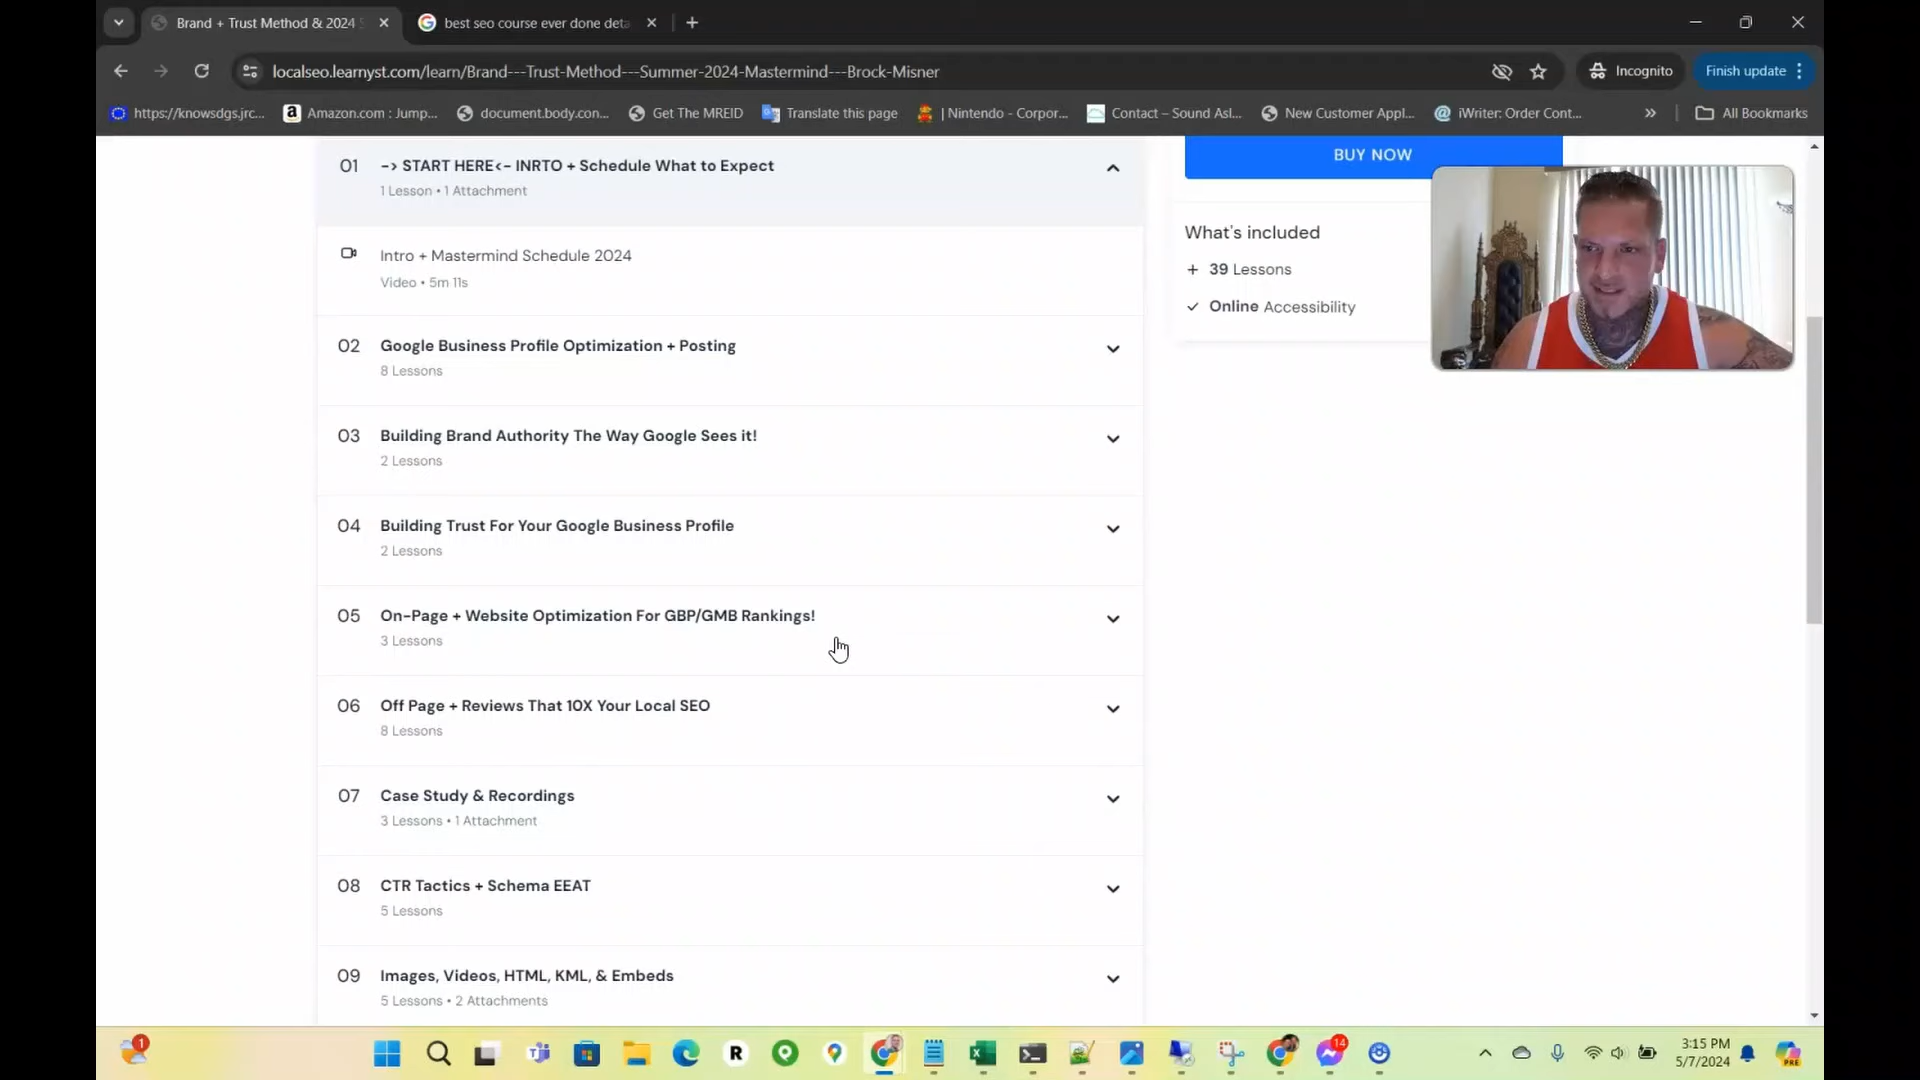 Brand + Trust Method & 2024 S
best seo course ever done deta
localseo.learnyst.com/learn/Brand---Trust-Method---Summer-2024-Mastermind---Brock-Misner
Incognito
Finish update
https://knowsdgs.jrc...
Amazon.com : Jump...
document.body.con...
Get The MREID
Translate this page
| Nintendo - Corpor...
Contact – Sound Asl...
New Customer Appl...
iWriter: Order Cont...
»
All Bookmarks
01 -> START HERE<- INRTO + Schedule What to Expect
1 Lesson • 1 Attachment
Intro + Mastermind Schedule 2024
Video • 5m 11s
02 Google Business Profile Optimization + Posting
8 Lessons
03 Building Brand Authority The Way Google Sees it!
2 Lessons
04 Building Trust For Your Google Business Profile
2 Lessons
05 On-Page + Website Optimization For GBP/GMB Rankings!
3 Lessons
06 Off Page + Reviews That 10X Your Local SEO
8 Lessons
07 Case Study & Recordings
3 Lessons • 1 Attachment
08 CTR Tactics + Schema EEAT
5 Lessons
09 Images, Videos, HTML, KML, & Embeds
5 Lessons • 2 Attachments
BUY NOW
What's included
+ 39 Lessons
Online Accessibility
1
R
14
3:15 PM
5/7/2024
PRE